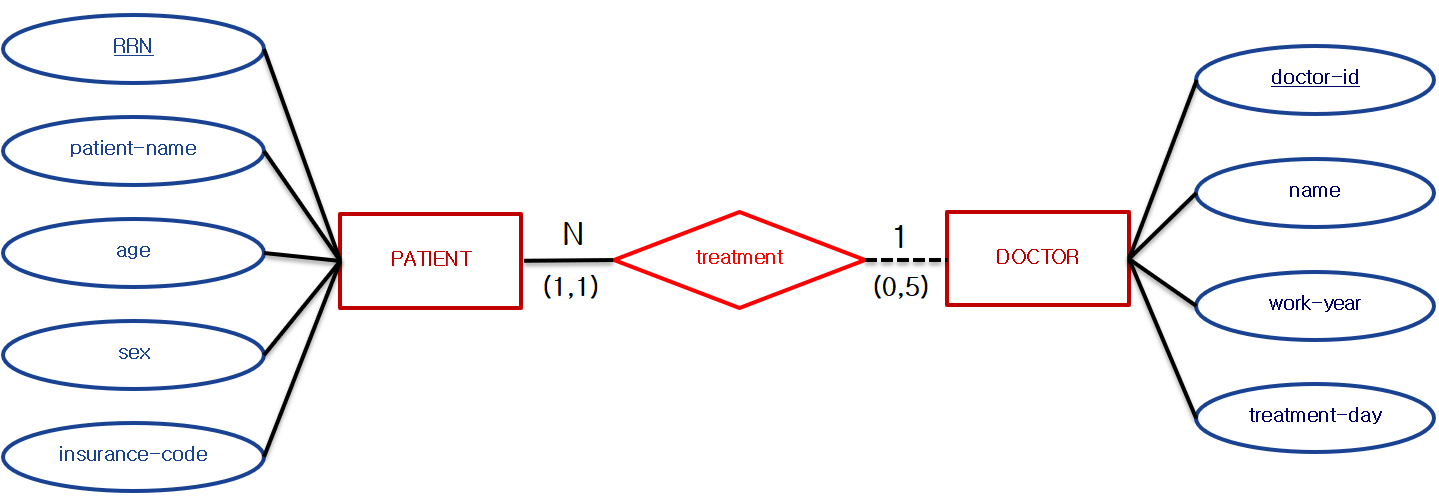 RRN
patient-name
age
sex
insurance-code
PATIENT
N
(1,1)
treatment
1
(0,5)
DOCTOR
doctor-id
name
work-year
treatment-day